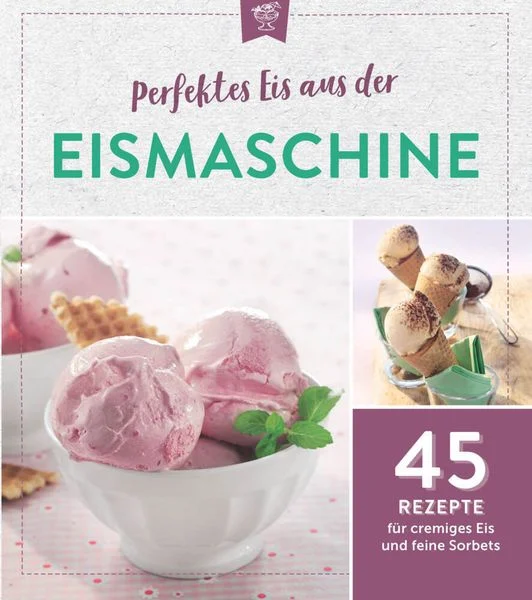 Perfektes Eis aus der
EISMASCHINE
45
REZEPTE
für cremiges Eis
und feine Sorbets